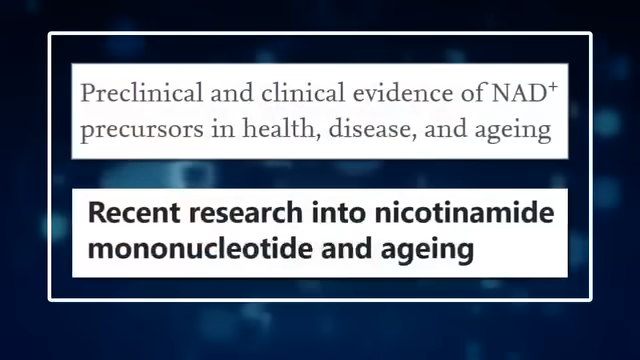 Preclinical and clinical evidence of NAD⁺
precursors in health, disease, and ageing
Recent research into nicotinamide
mononucleotide and ageing